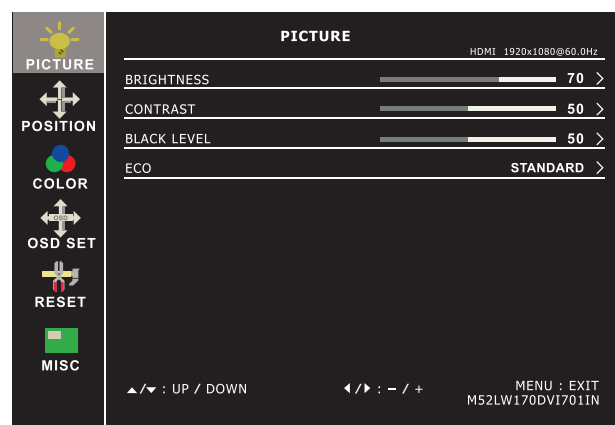 PICTURE
POSITION
COLOR
OSD
OSD SET
RESET
MISC
PICTURE
HDMI 1920x1080@60.0Hz
BRIGHTNESS 70 >
CONTRAST 50 >
BLACK LEVEL 50 >
ECO STANDARD >
▲/▼ : UP / DOWN ◀/▶ : – / + MENU : EXIT
M52LW170DVI701IN